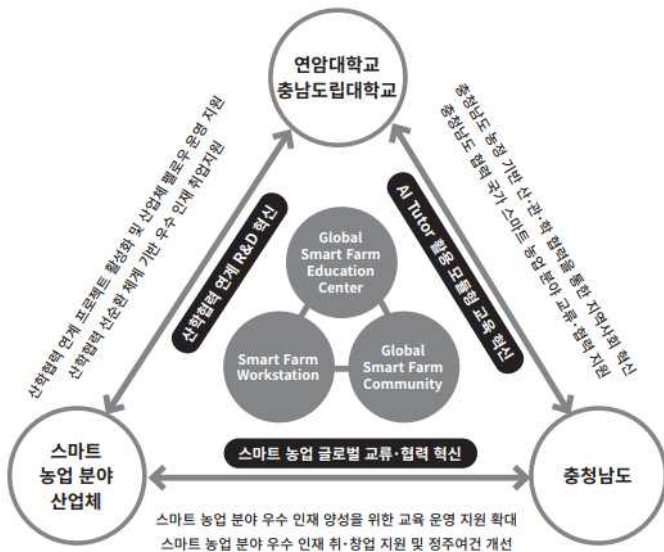 연암대학교
충남도립대학교
산학협력 연계 프로젝트 활성화 및 산업체 펠로우 운영 지원
산학협력 선순환 체계 기반 우수 인재 취업지원
충청남도 농정 기반 산·관·학 협력을 통한 지역사회 혁신
충청남도 협력 국가 스마트 농업 분야 교류·협력 지원
산학협력 연계 R&D 혁신
AI Tutor 활용 모듈형 교육 혁신
Global
Smart Farm
Education
Center
Smart Farm
Workstation
Global
Smart Farm
Community
스마트
농업 분야
산업체
스마트 농업 글로벌 교류·협력 혁신
충청남도
스마트 농업 분야 우수 인재 양성을 위한 교육 운영 지원 확대
스마트 농업 분야 우수 인재 취·창업 지원 및 정주여건 개선